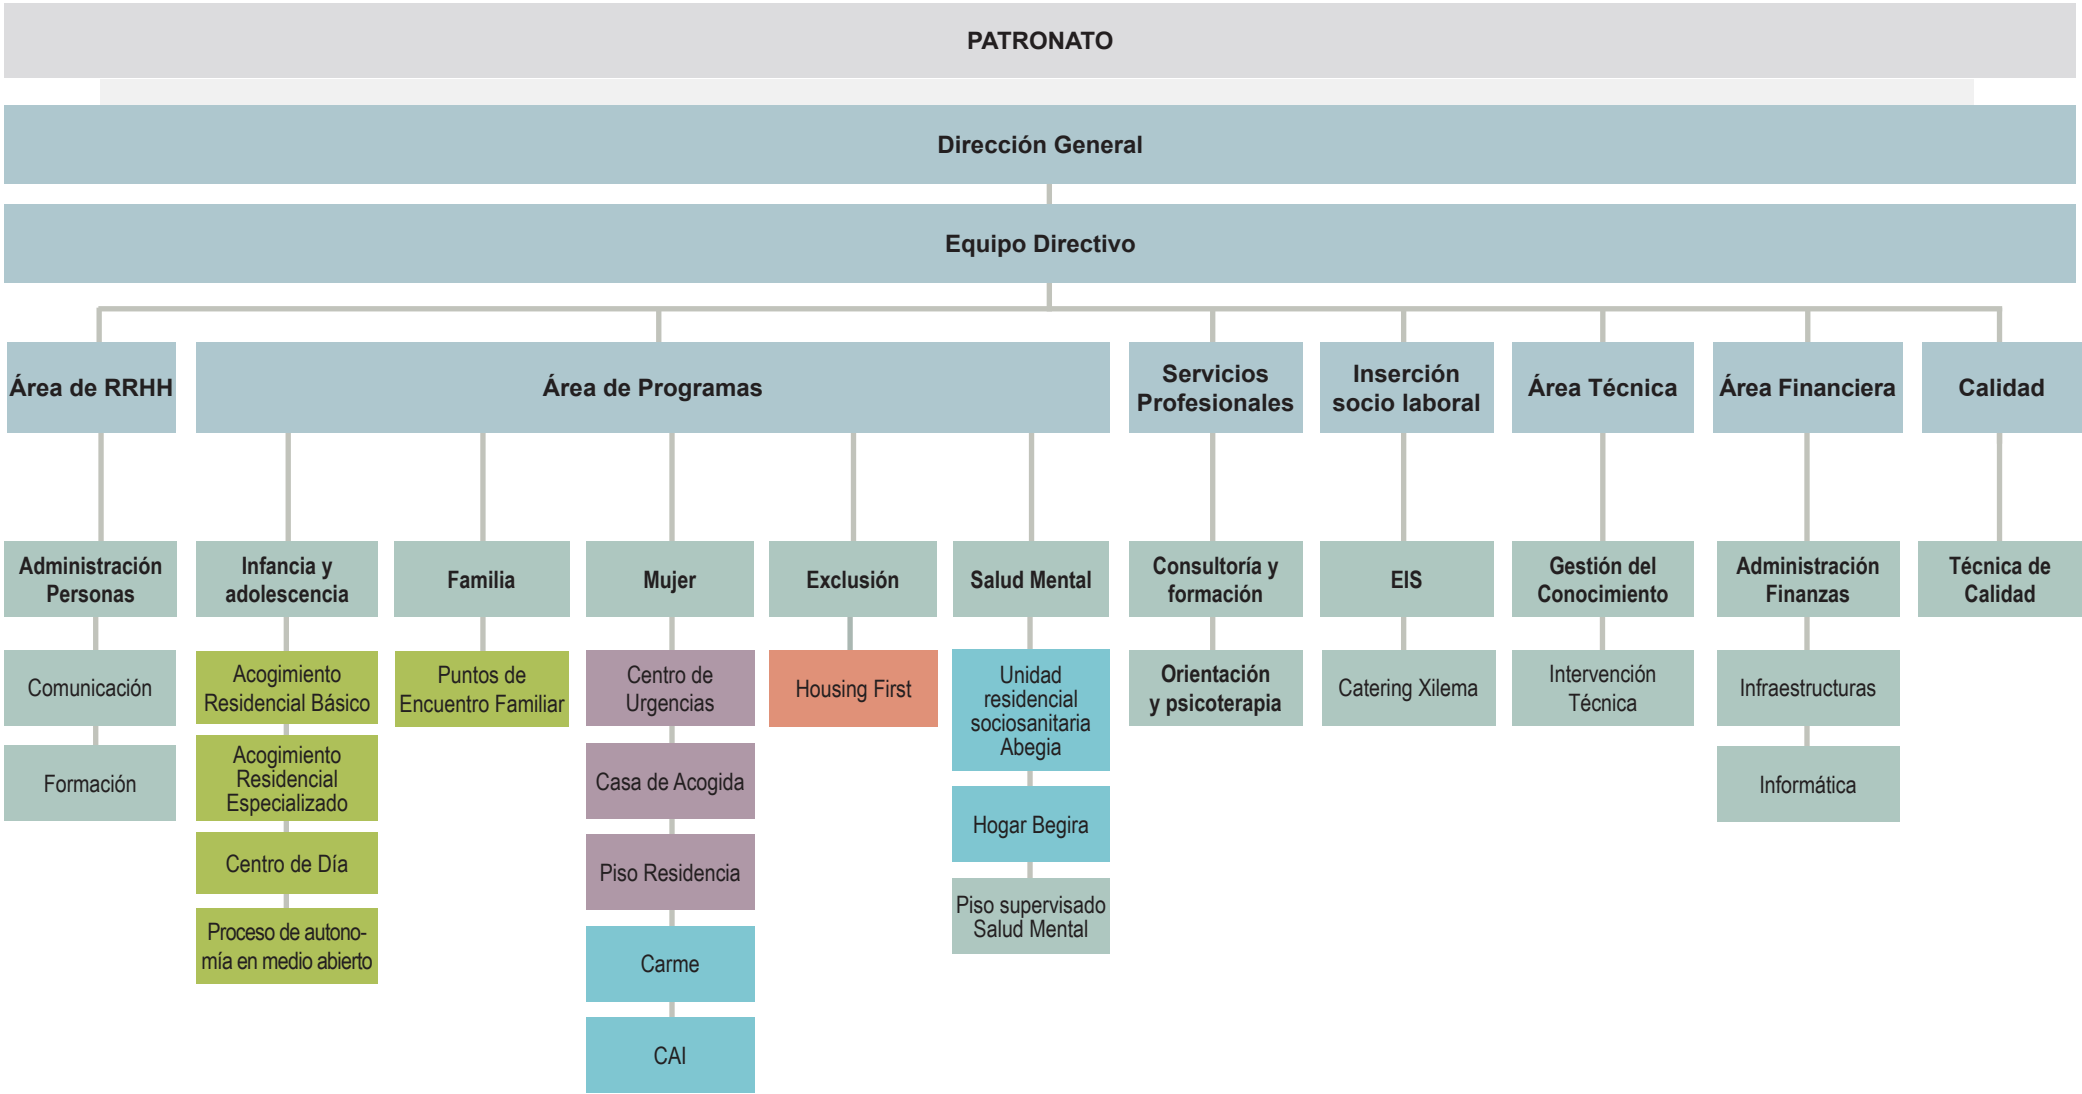 PATRONATO
Dirección General
Equipo Directivo
Área de RRHH
Área de Programas
Servicios
Profesionales
Inserción
socio laboral
Área Técnica
Área Financiera
Calidad
Administración
Personas
Infancia y
adolescencia
Familia
Mujer
Exclusión
Salud Mental
Consultoría y
formación
EIS
Gestión del
Conocimiento
Administración
Finanzas
Técnica de
Calidad
Comunicación
Formación
Acogimiento
Residencial Básico
Acogimiento
Residencial
Especializado
Centro de Día
Proceso de autono-
mía en medio abierto
Puntos de
Encuentro Familiar
Centro de
Urgencias
Casa de Acogida
Piso Residencia
Carme
CAI
Housing First
Unidad
residencial
sociosanitaria
Abegia
Hogar Begira
Piso supervisado
Salud Mental
Orientación
y psicoterapia
Catering Xilema
Intervención
Técnica
Infraestructuras
Informática